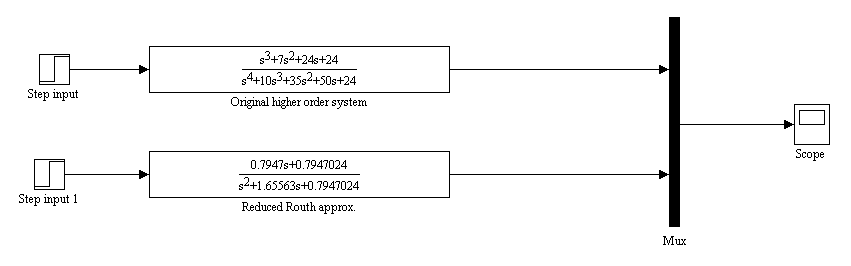 s³+7s²+24s+24
s⁴+10s³+35s²+50s+24
Step input
Original higher order system
0.7947s+0.7947024
s²+1.65563s+0.7947024
Step input 1
Reduced Routh approx.
Scope
Mux